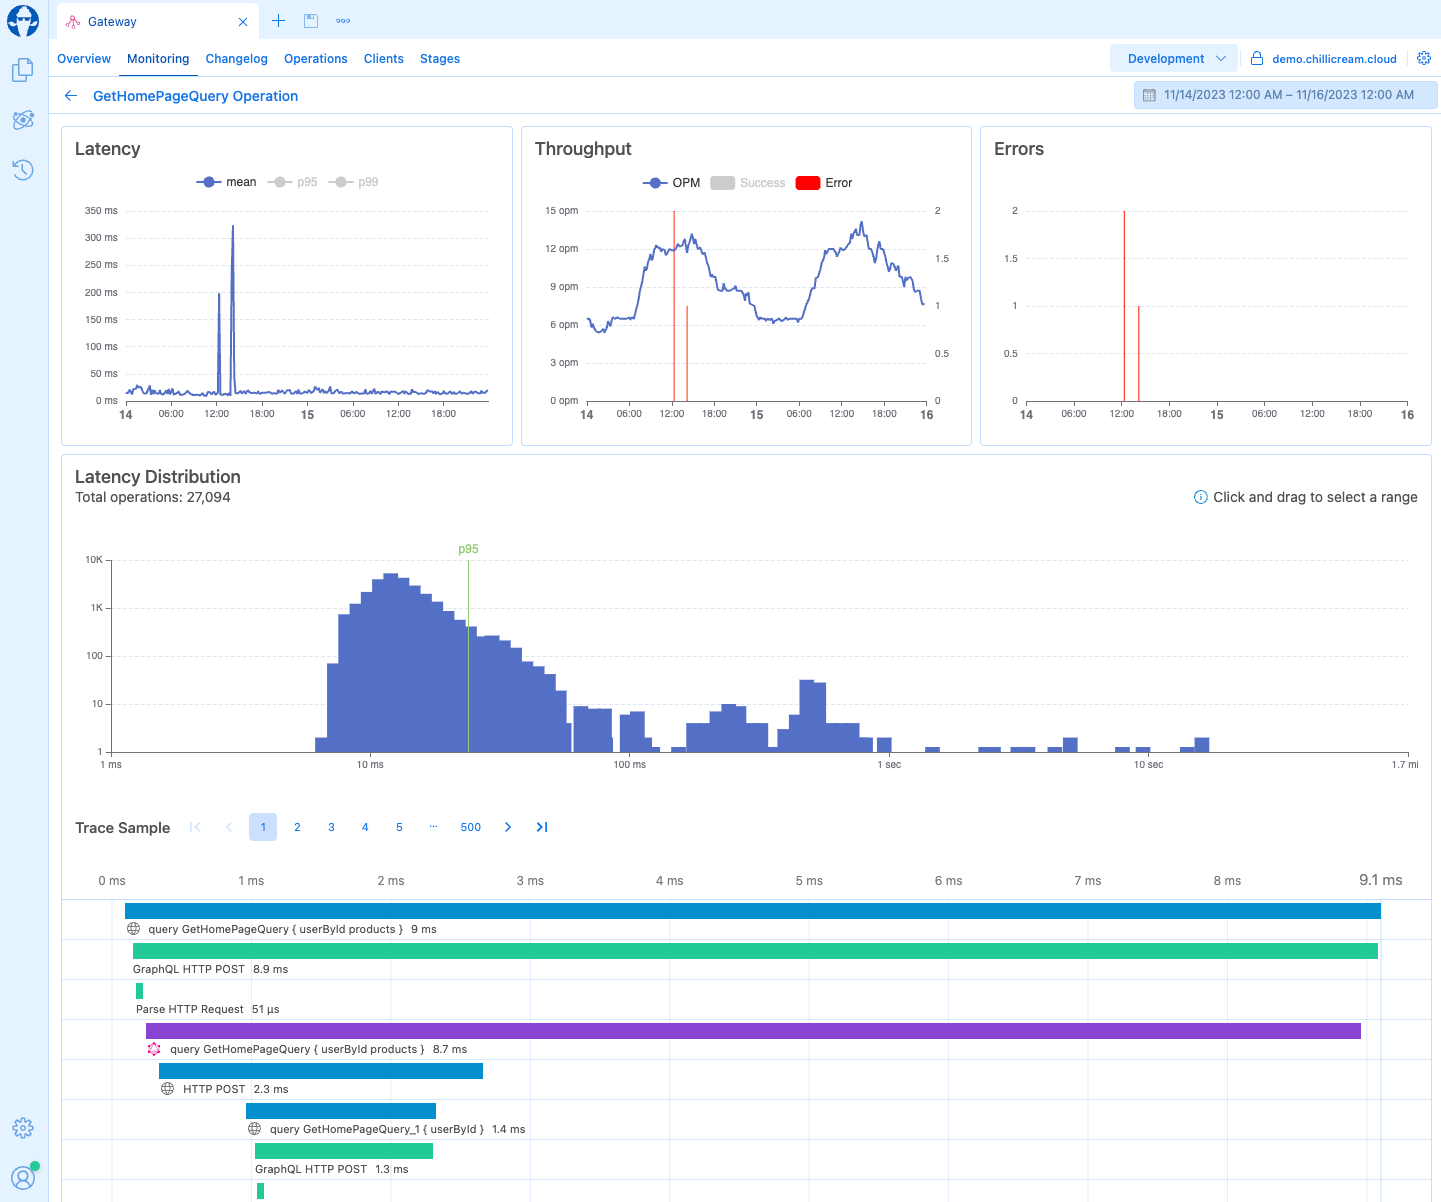 Gateway
Overview Monitoring Changelog Operations Clients Stages
Development demo.chillicream.cloud
GetHomePageQuery Operation
11/14/2023 12:00 AM – 11/16/2023 12:00 AM
Latency
mean p95 p99
350 ms
300 ms
250 ms
200 ms
150 ms
100 ms
50 ms
0 ms
14 06:00 12:00 18:00 15 06:00 12:00 18:00
Throughput
OPM Success Error
15 opm 2
12 opm 1.5
9 opm 1
6 opm 0.5
3 opm
0 opm 0
14 06:00 12:00 18:00 15 06:00 12:00 18:00 16
Errors
2
1.5
1
0.5
0
14 06:00 12:00 18:00 15 06:00 12:00 18:00 16
Latency Distribution
Total operations: 27,094
Click and drag to select a range
p95
10K
1K
100
10
1
1 ms 10 ms 100 ms 1 sec 10 sec 1.7 mi
Trace Sample 1 2 3 4 5 ... 500
0 ms 1 ms 2 ms 3 ms 4 ms 5 ms 6 ms 7 ms 8 ms 9.1 ms
query GetHomePageQuery { userById products } 9 ms
GraphQL HTTP POST 8.9 ms
Parse HTTP Request 51 µs
query GetHomePageQuery { userById products } 8.7 ms
HTTP POST 2.3 ms
query GetHomePageQuery_1 { userById } 1.4 ms
GraphQL HTTP POST 1.3 ms